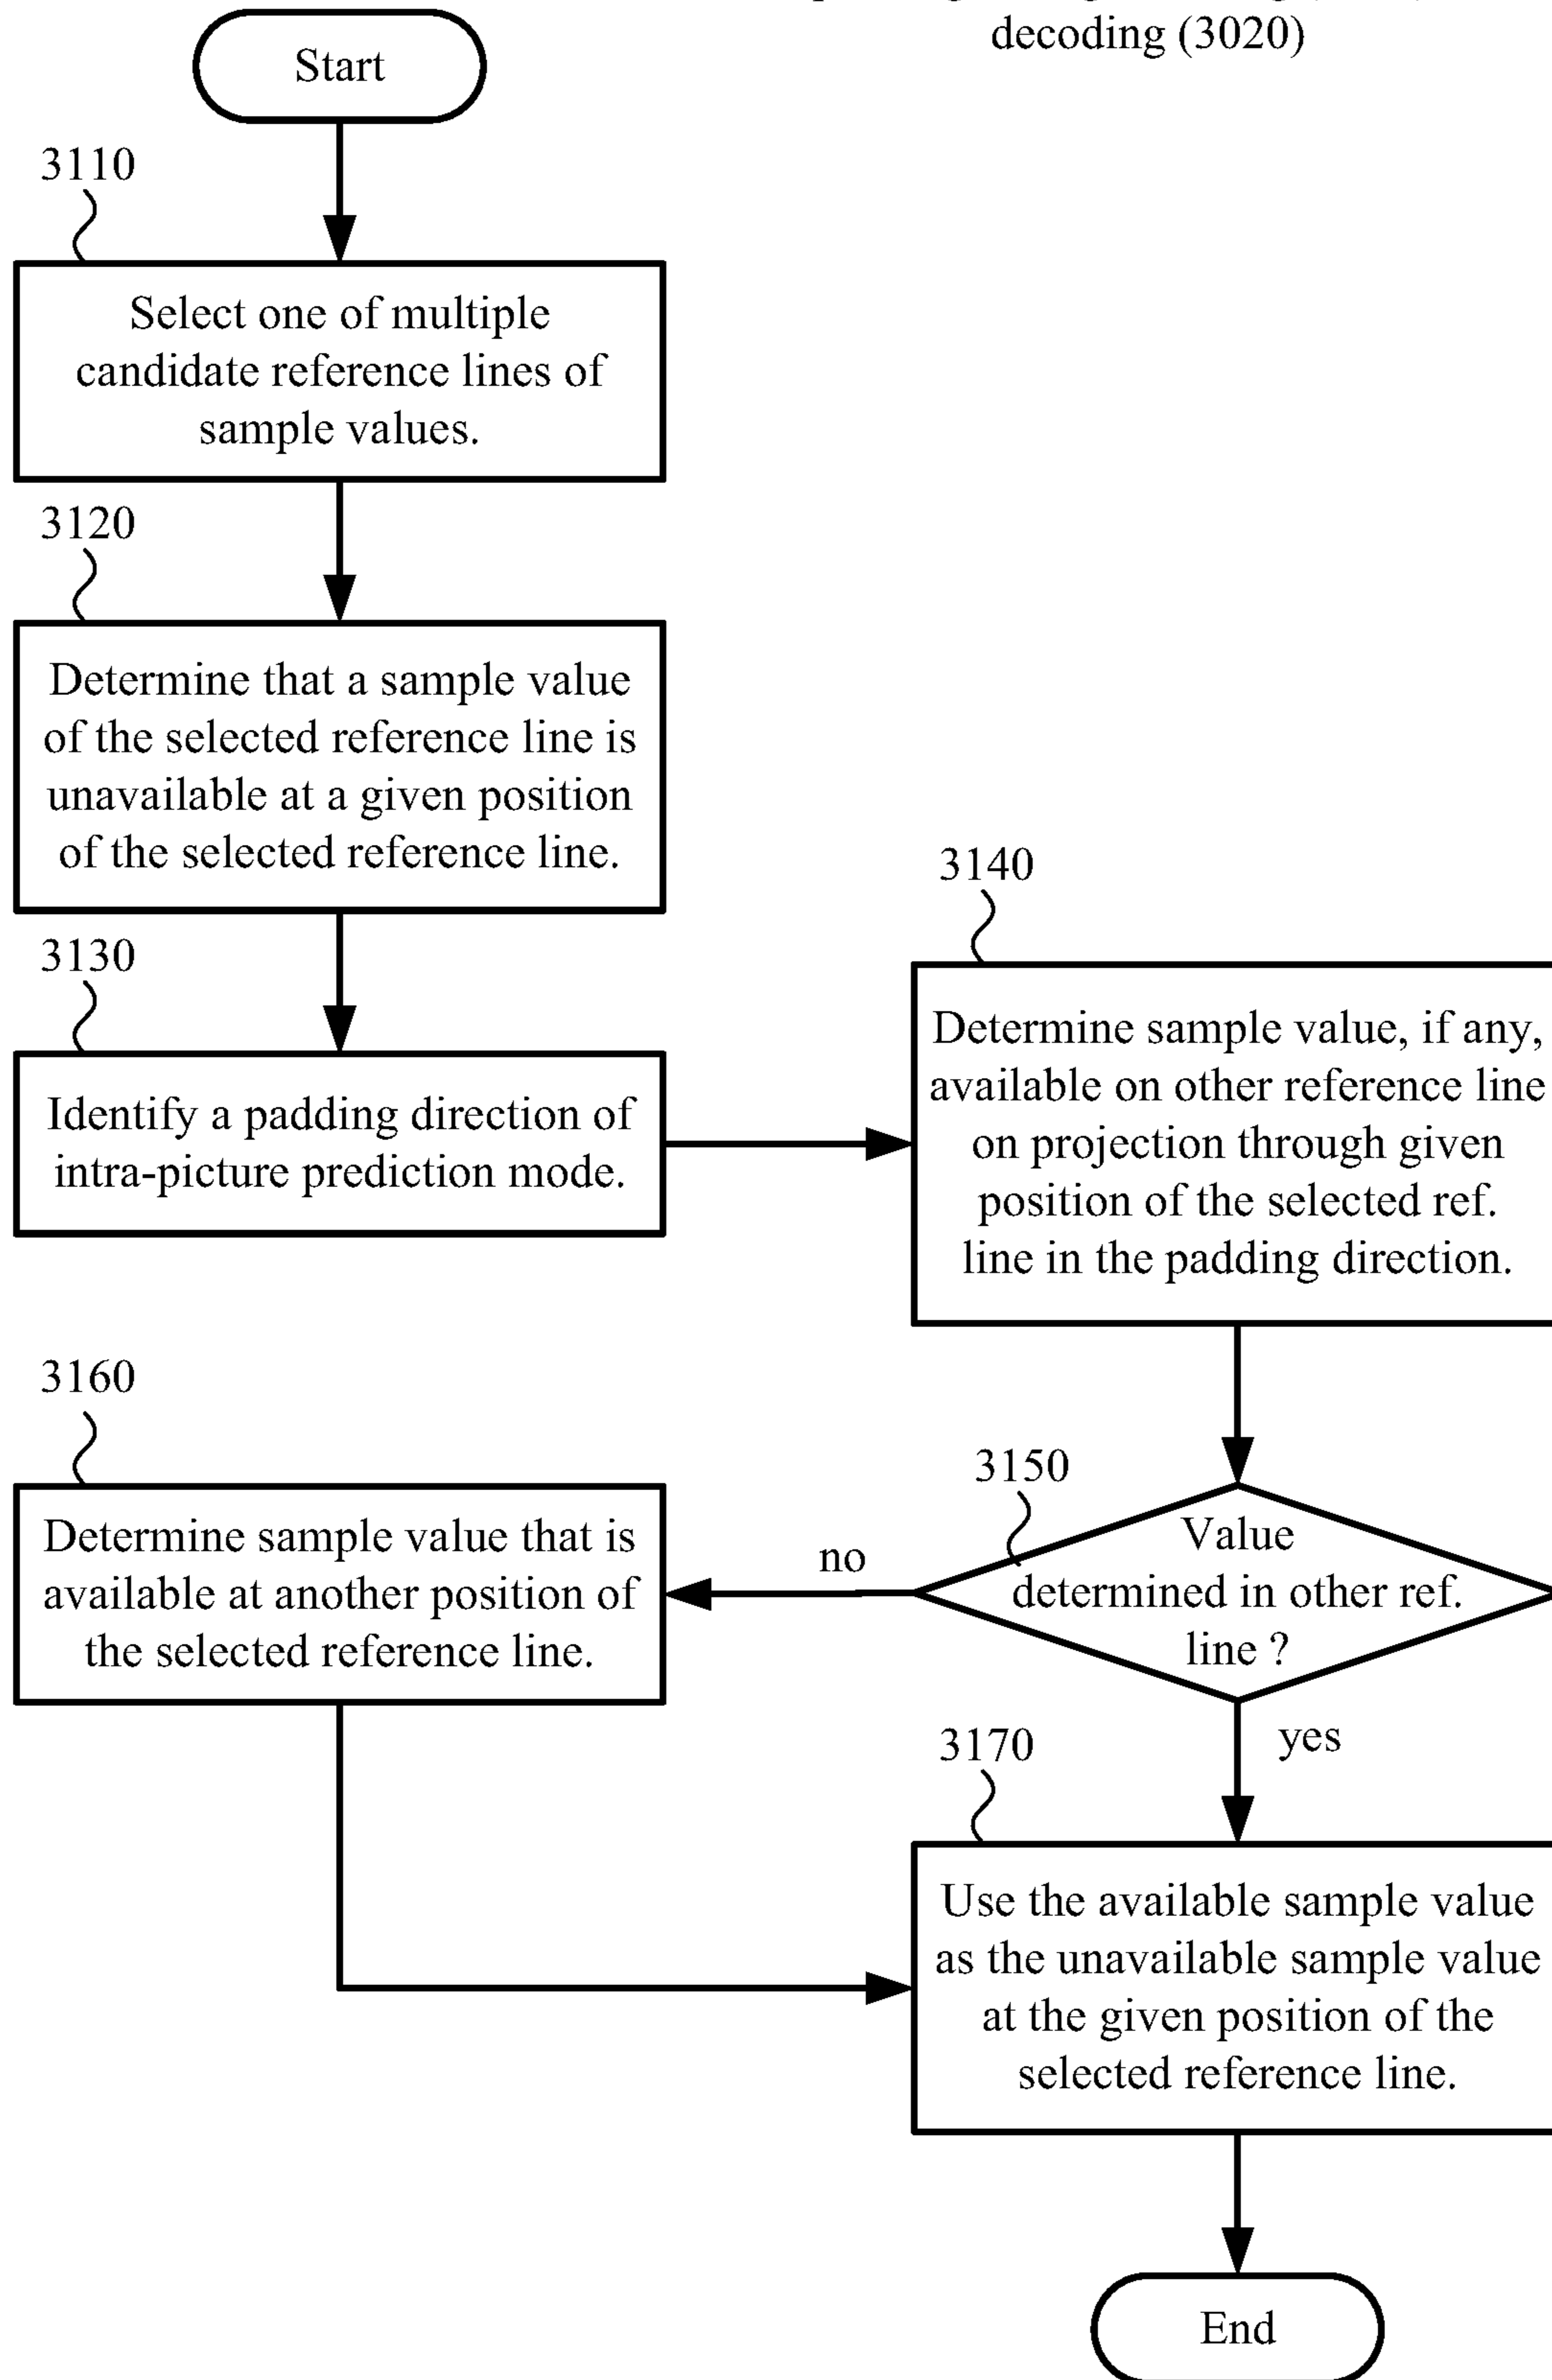 decoding (3020)
Start
3110
Select one of multiple
candidate reference lines of
sample values.
3120
Determine that a sample value
of the selected reference line is
unavailable at a given position
of the selected reference line.
3130
Identify a padding direction of
intra-picture prediction mode.
3140
Determine sample value, if any,
available on other reference line
on projection through given
position of the selected ref.
line in the padding direction.
3150
Value
determined in other ref.
line ?
no
yes
3160
Determine sample value that is
available at another position of
the selected reference line.
3170
Use the available sample value
as the unavailable sample value
at the given position of the
selected reference line.
End